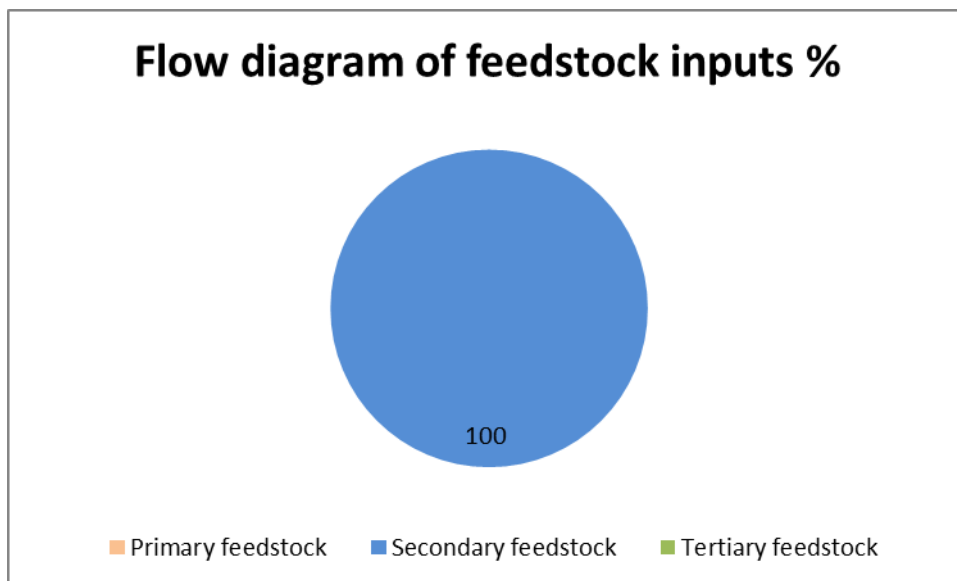 Flow diagram of feedstock inputs %
100
Primary feedstock Secondary feedstock Tertiary feedstock